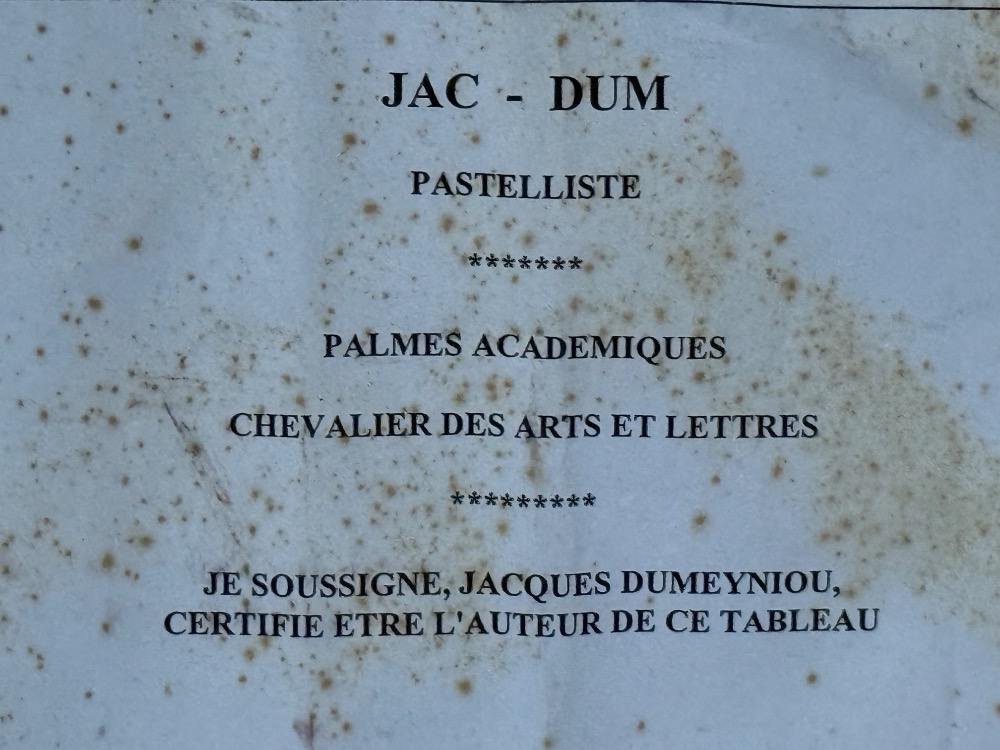 JAC - DUM
PASTELLISTE
*******
PALMES ACADEMIQUES
CHEVALIER DES ARTS ET LETTRES
*********
JE SOUSSIGNE, JACQUES DUMEYNIOU,
CERTIFIE ETRE L'AUTEUR DE CE TABLEAU